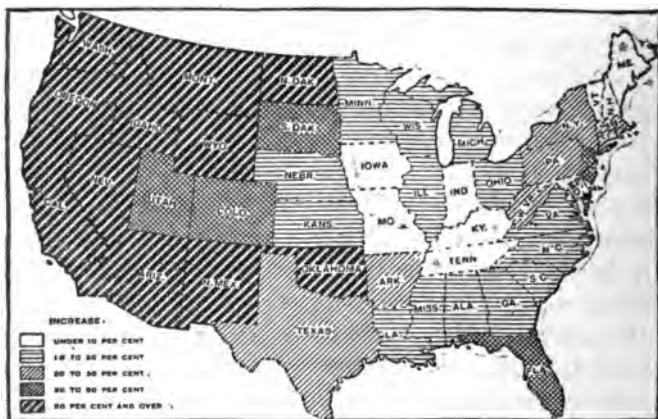 WASH.
MONT.
N. DAK.
MINN.
ME.
VT.
N.H.
OREGON
IDAHO
S. DAK.
WIS.
MICH.
N.Y.
WYO.
IOWA
PA.
NEBR.
NEV.
UTAH
COLO.
ILL.
IND.
OHIO
CAL.
KANS.
MO.
KY.
VA.
N.C.
TENN.
ARIZ.
N. MEX.
OKLAHOMA
ARK.
S.C.
MISS.
ALA.
GA.
TEXAS
LA.
FLA.
INCREASE.
UNDER 10 PER CENT
10 TO 20 PER CENT
20 TO 30 PER CENT
30 TO 50 PER CENT
50 PER CENT AND OVER